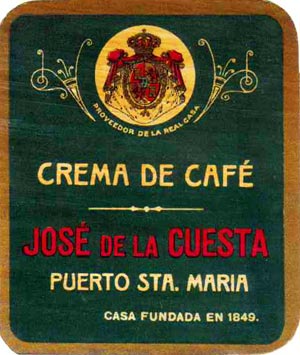 PROVEEDOR DE LA REAL CASA
CREMA DE CAFÉ
JOSÉ DE LA CUESTA
PUERTO STA. MARIA
CASA FUNDADA EN 1849.